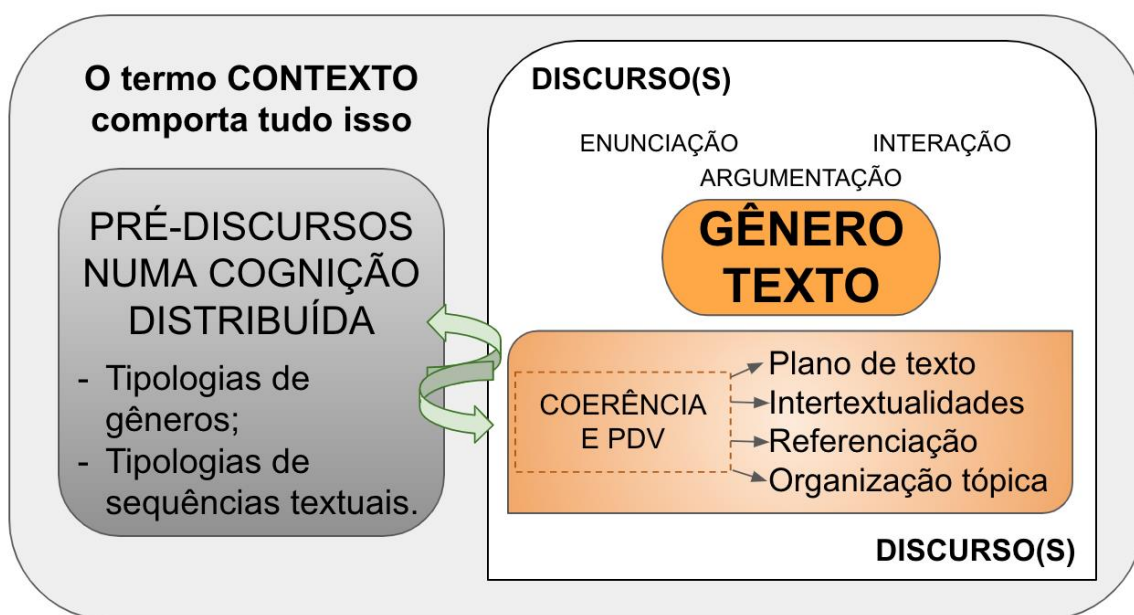 O termo CONTEXTO
comporta tudo isso
PRÉ-DISCURSOS
NUMA COGNIÇÃO
DISTRIBUÍDA
- Tipologias de
gêneros;
- Tipologias de
sequências textuais.
DISCURSO(S)
ENUNCIAÇÃO INTERAÇÃO
ARGUMENTAÇÃO
GÊNERO
TEXTO
COERÊNCIA
E PDV
Plano de texto
Intertextualidades
Referenciação
Organização tópica
DISCURSO(S)